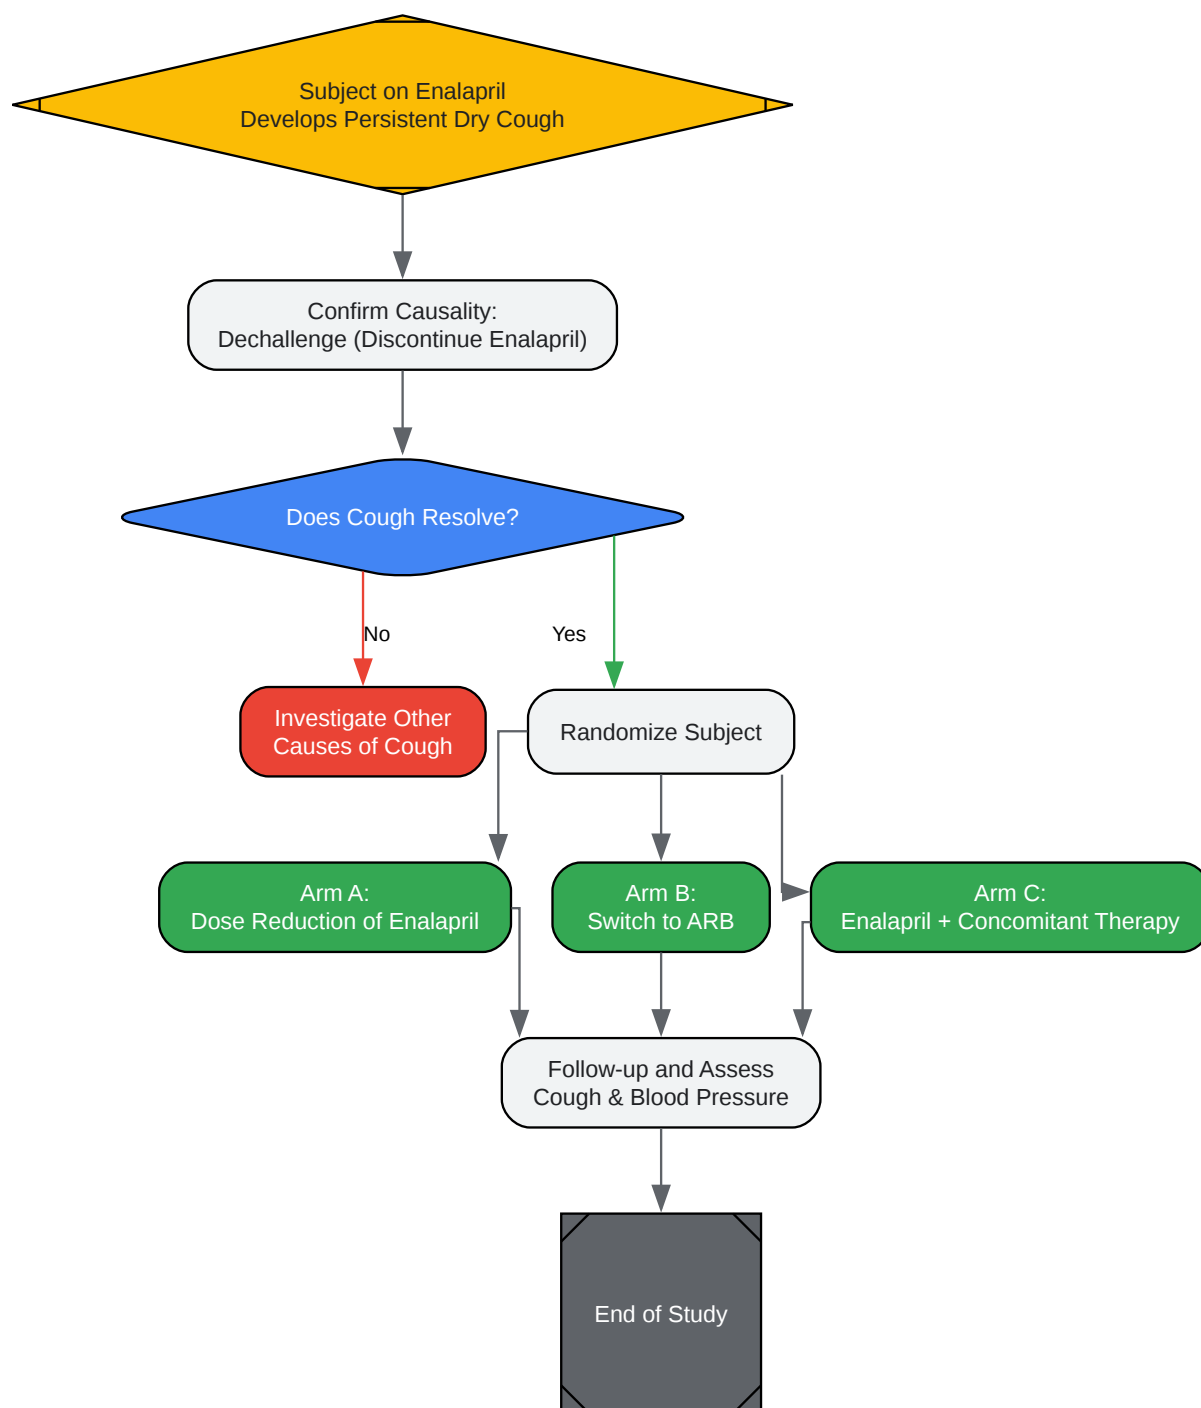 Subject on Enalapril
Develops Persistent Dry Cough
Confirm Causality:
Dechallenge (Discontinue Enalapril)
Does Cough Resolve?
No
Yes
Investigate Other
Causes of Cough
Randomize Subject
Arm A:
Dose Reduction of Enalapril
Arm B:
Switch to ARB
Arm C:
Enalapril + Concomitant Therapy
Follow-up and Assess
Cough & Blood Pressure
End of Study